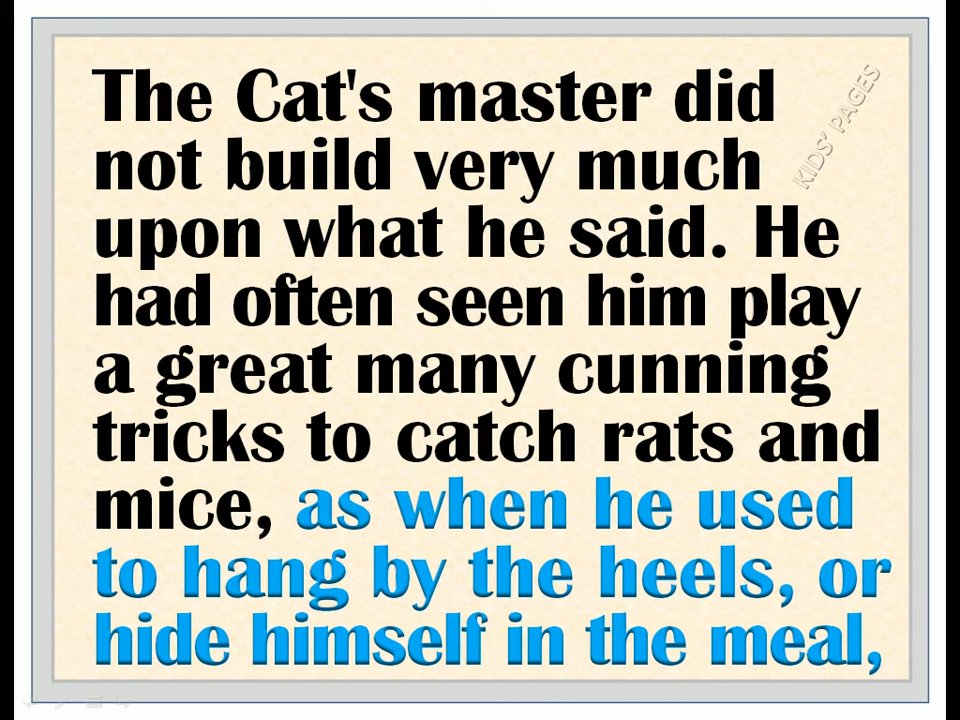 The Cat's master did
not build very much
upon what he said. He
had often seen him play
a great many cunning
tricks to catch rats and
mice, as when he used
to hang by the heels, or
hide himself in the meal,
KIDS' PAGES